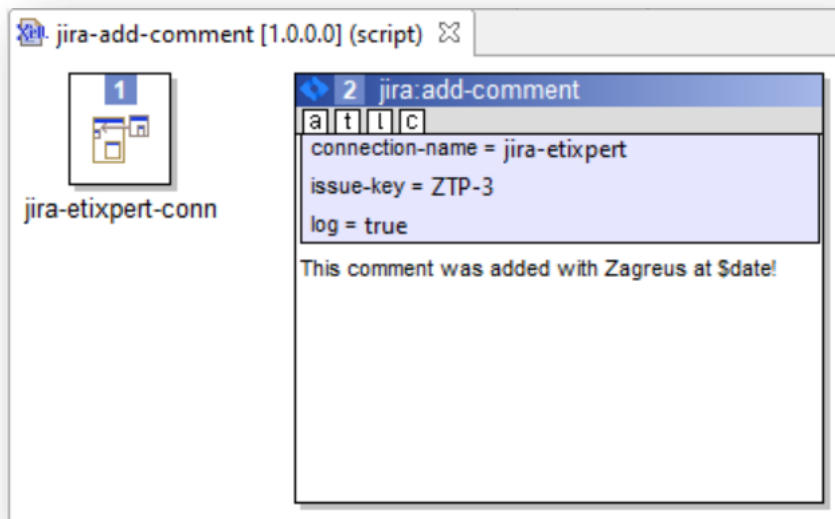 jira-add-comment [1.0.0.0] (script)
1
jira-etixpert-conn
2 jira:add-comment
a t l c
connection-name = jira-etixpert
issue-key = ZTP-3
log = true
This comment was added with Zagreus at $date!